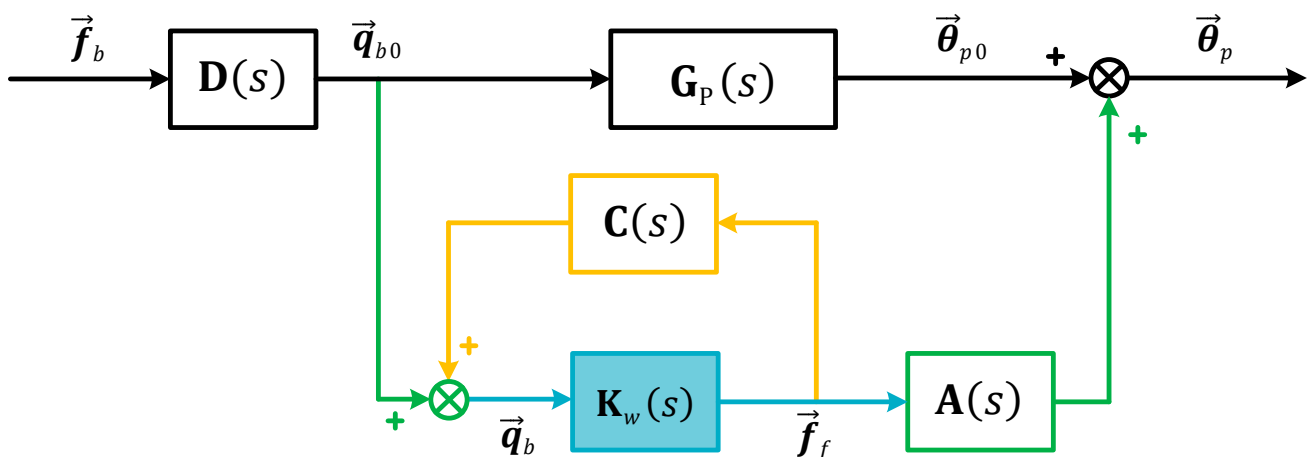 f⃗_b
q⃗_b0
θ⃗_p0
θ⃗_p
+
D(s)
G_P(s)
+
C(s)
+
+
K_w(s)
A(s)
q⃗_b
f⃗_f